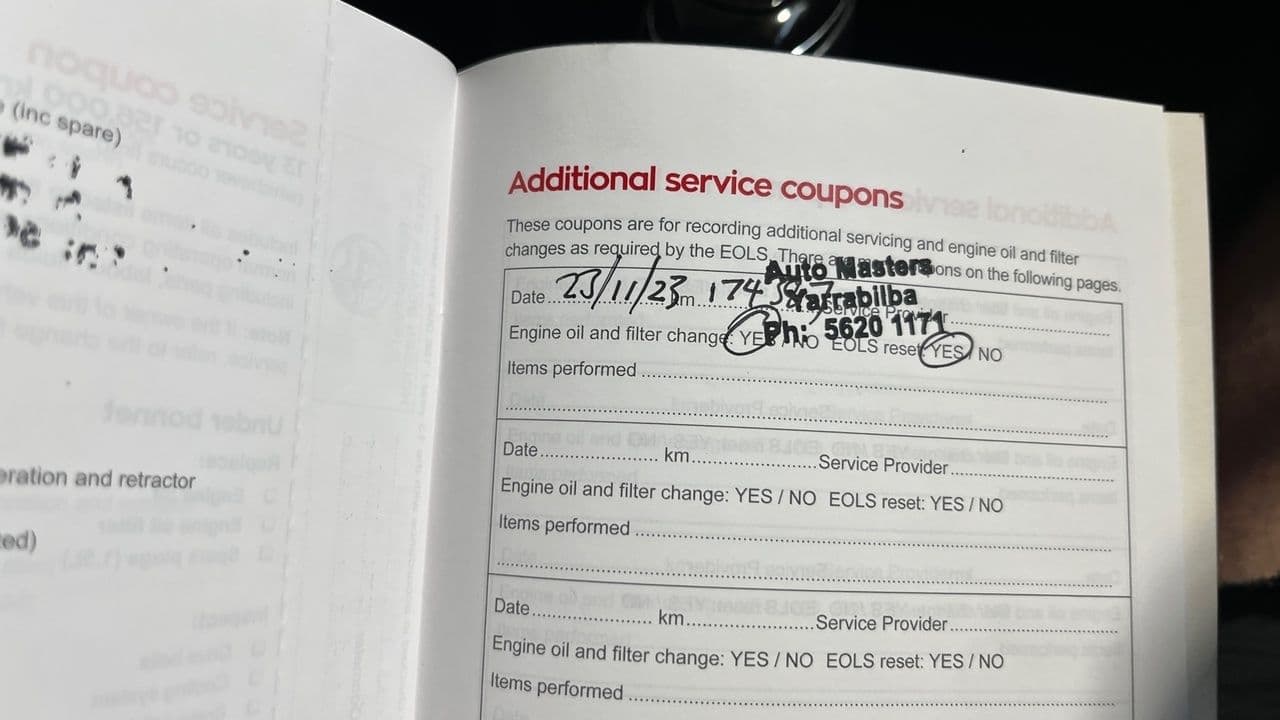 (inc spare)
eration and retractor
Additional service coupons
These coupons are for recording additional servicing and engine oil and filter
changes as required by the EOLS. There a ons on the following pages.
Auto Masters
Yarrabilba
Ph: 5620 1171
Date 23/11/23 km 174 Service Provider
Engine oil and filter change: YES / NO EOLS reset: YES / NO
Items performed
Date km Service Provider
Engine oil and filter change: YES / NO EOLS reset: YES / NO
Items performed
Date km Service Provider
Engine oil and filter change: YES / NO EOLS reset: YES / NO
Items performed